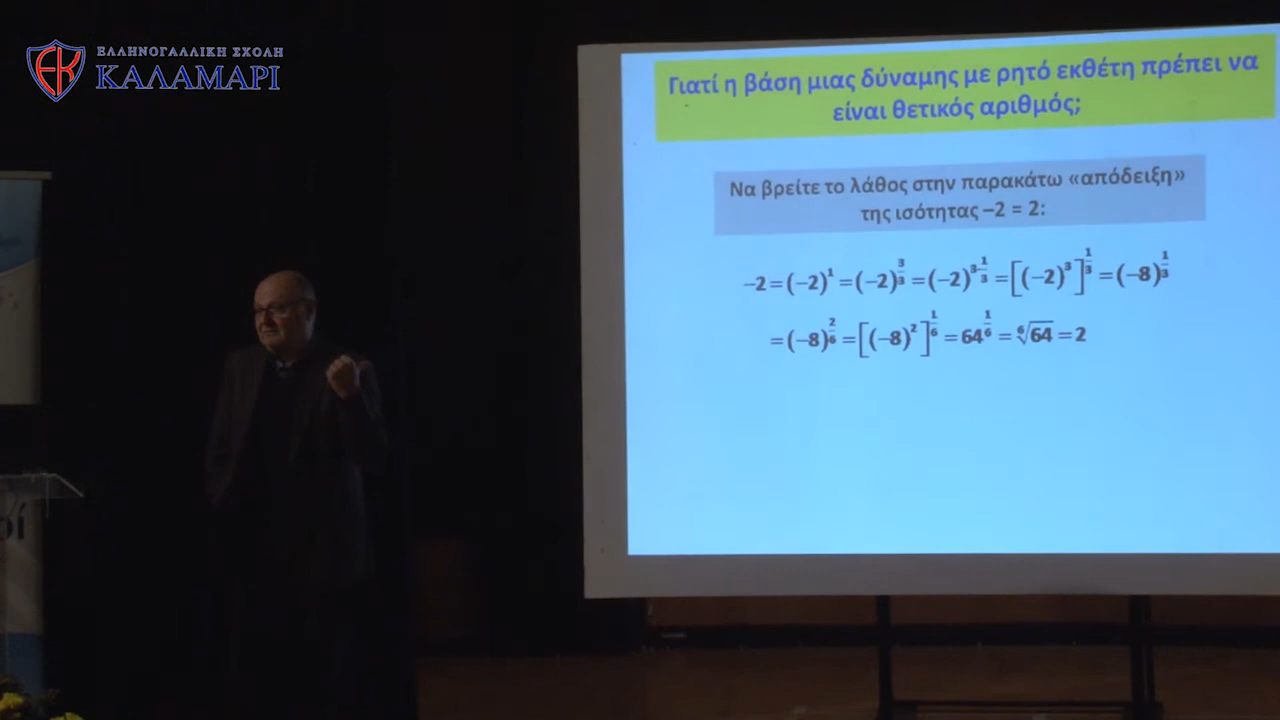 ΕΛΛΗΝΟΓΑΛΛΙΚΗ ΣΧΟΛΗ
ΚΑΛΑΜΑΡΙ
ΕΚ
Γιατί η βάση μιας δύναμης με ρητό εκθέτη πρέπει να
είναι θετικός αριθμός;
Να βρείτε το λάθος στην παρακάτω «απόδειξη»
της ισότητας –2 = 2:
–2 = (–2)^1 = (–2)^{3/3} = (–2)^{3·1/3} = [(–2)^3]^{1/3} = (–8)^{1/3}
= (–8)^{2/6} = [(–8)^2]^{1/6} = 64^{1/6} = ⁶√64 = 2